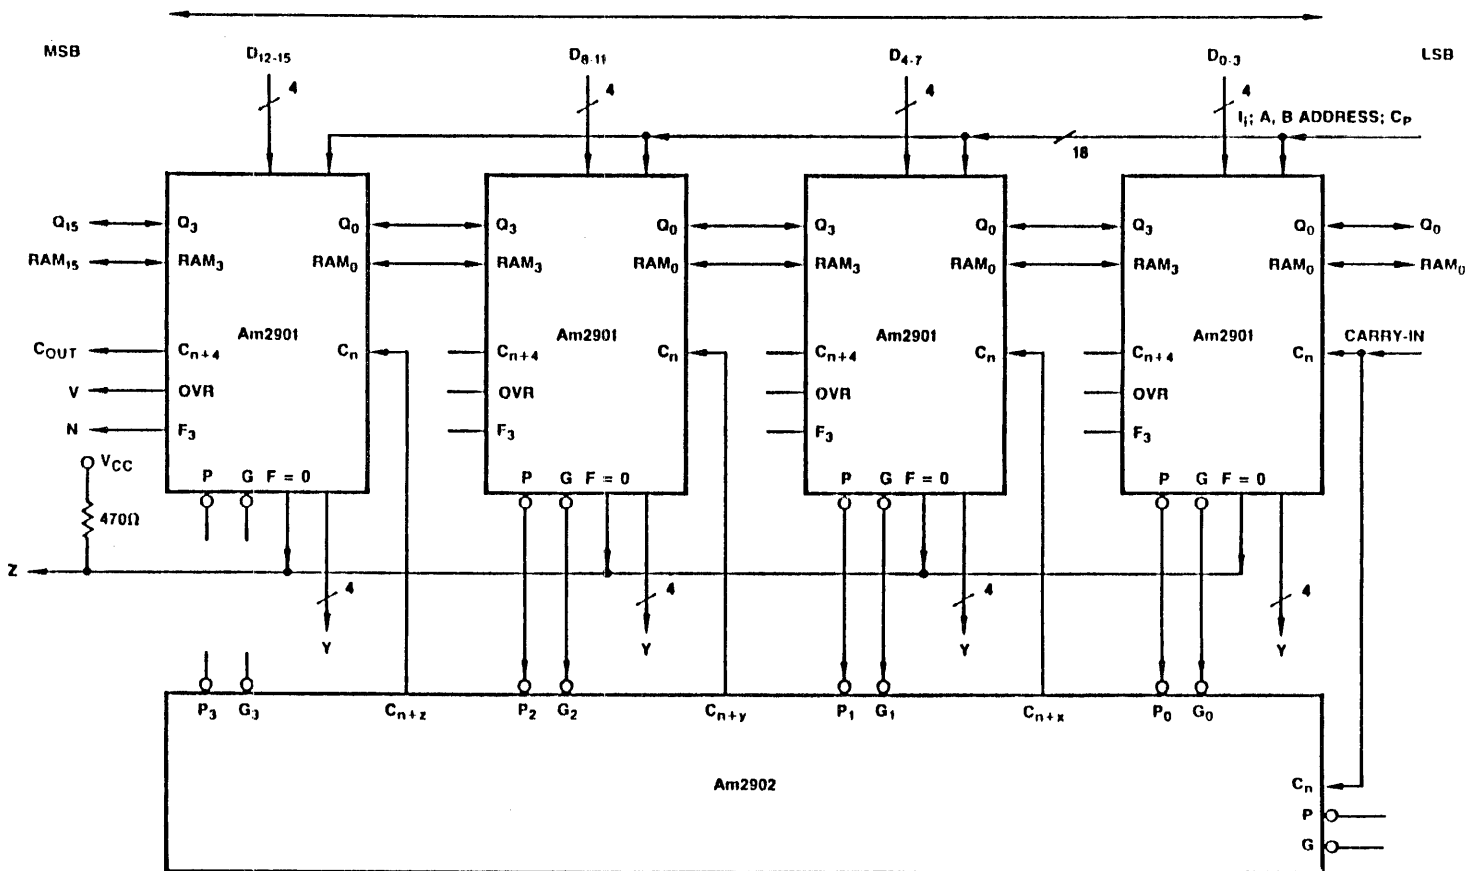 MSB D₁₂₋₁₅ D₈₋₁₁ D₄₋₇ D₀₋₃ LSB
4 4 4 4
Iᵢ; A, B ADDRESS; Cₚ
18
Q₁₅ Q₃ Q₀ Q₃ Q₀ Q₃ Q₀ Q₃ Q₀ Q₀
RAM₁₅ RAM₃ RAM₀ RAM₃ RAM₀ RAM₃ RAM₀ RAM₃ RAM₀ RAM₀
Am2901 Am2901 Am2901 Am2901 CARRY-IN
C_OUT Cₙ₊₄ Cₙ Cₙ₊₄ Cₙ Cₙ₊₄ Cₙ Cₙ₊₄ Cₙ
V OVR OVR OVR OVR
N F₃ F₃ F₃ F₃
V_CC
P G F = 0 P G F = 0 P G F = 0 P G F = 0
470Ω
Z
4 4 4 4
Y Y Y Y
P₃ G₃ Cₙ₊z P₂ G₂ Cₙ₊y P₁ G₁ Cₙ₊ₓ P₀ G₀
Am2902 Cₙ
P
G